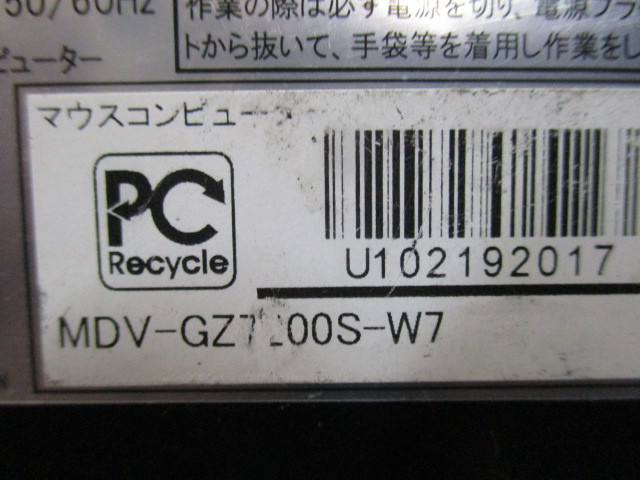 50/60Hz
作業の際は必ず電源を切り、電源プラ
トから抜いて、手袋等を着用し作業をし
ピューター
マウスコンピュー
PC
Recycle
U102192017